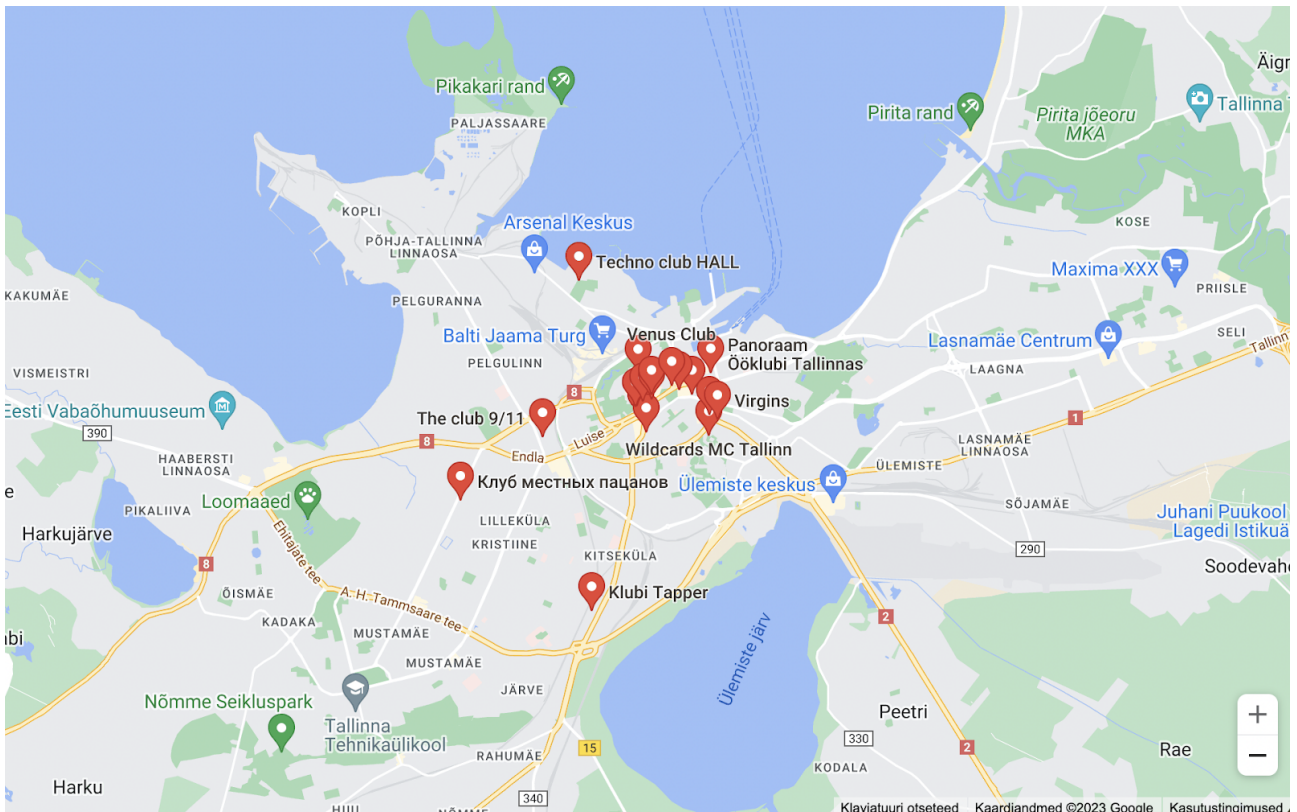 Äigr
Pikakari rand
PALJASSAARE
Pirita rand
Pirita jõeoru
MKA
Tallinna T
KOPLI
KOSE
Arsenal Keskus
PÕHJA-TALLINNA
LINNAOSA
Techno club HALL
Maxima XXX
PRIISLE
KAKUMÄE
PELGURANNA
Balti Jaama Turg
Venus Club
Panoraam
Ööklubi Tallinnas
Lasnamäe Centrum
SELI
Tallinn
PELGULINN
LAAGNA
VISMEISTRI
8
Eesti Vabaõhumuuseum
The club 9/11
Virgins
1
390
8
Luise
Endla
Wildcards MC Tallinn
LASNAMÄE
LINNAOSA
HAABERSTI
LINNAOSA
ÜLEMISTE
Клуб местных пацанов
Ülemiste keskus
Loomaaed
PIKALIIVA
LILLEKÜLA
SÕJAMÄE
Juhani Puukool
Lagedi Istikuä
Harkujärve
Ehitajate tee
KRISTIINE
KITSEKÜLA
290
8
Soodevahe
ÕISMÄE
A. H. Tammsaare tee
Klubi Tapper
2
KADAKA
MUSTAMÄE
MUSTAMÄE
Ülemiste järv
JÄRVE
Nõmme Seikluspark
Tallinna
Tehnikaülikool
Peetri
15
330
2
Rae
RAHUMÄE
KODALA
Harku
340
Klaviatuuri otseteed Kaardiandmed ©2023 Google Kasutustingimused